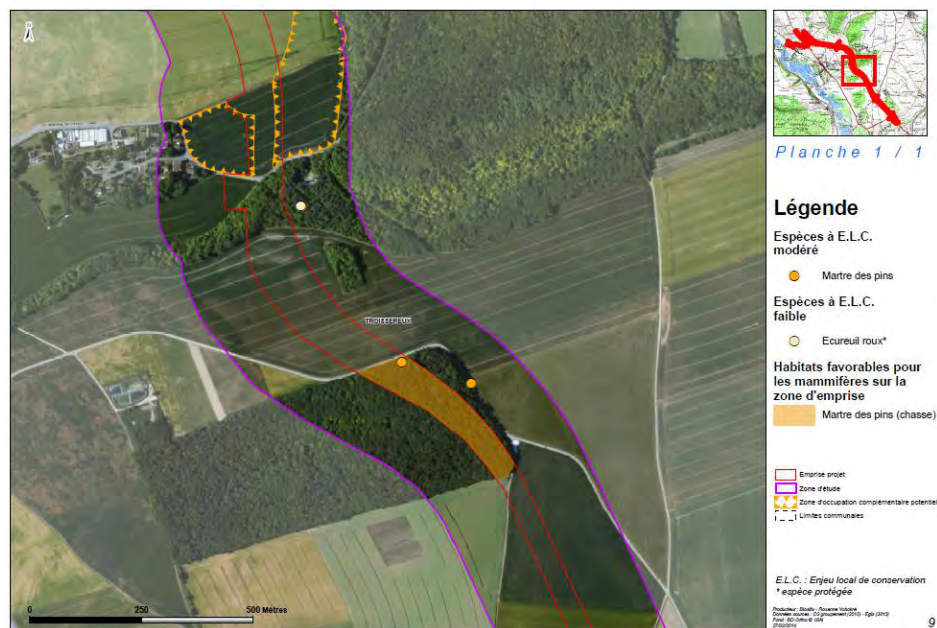 N
TROISSEREUX
0 250 500 Mètres
Planche 1 / 1
Légende
Espèces à E.L.C.
modéré
Martre des pins
Espèces à E.L.C.
faible
Ecureuil roux*
Habitats favorables pour
les mammifères sur la
zone d'emprise
Martre des pins (chasse)
Emprise projet
Zone d'étude
Zone d'occupation complémentaire potentiel
Limites communales
E.L.C. : Enjeu local de conservation
* espèce protégée
9